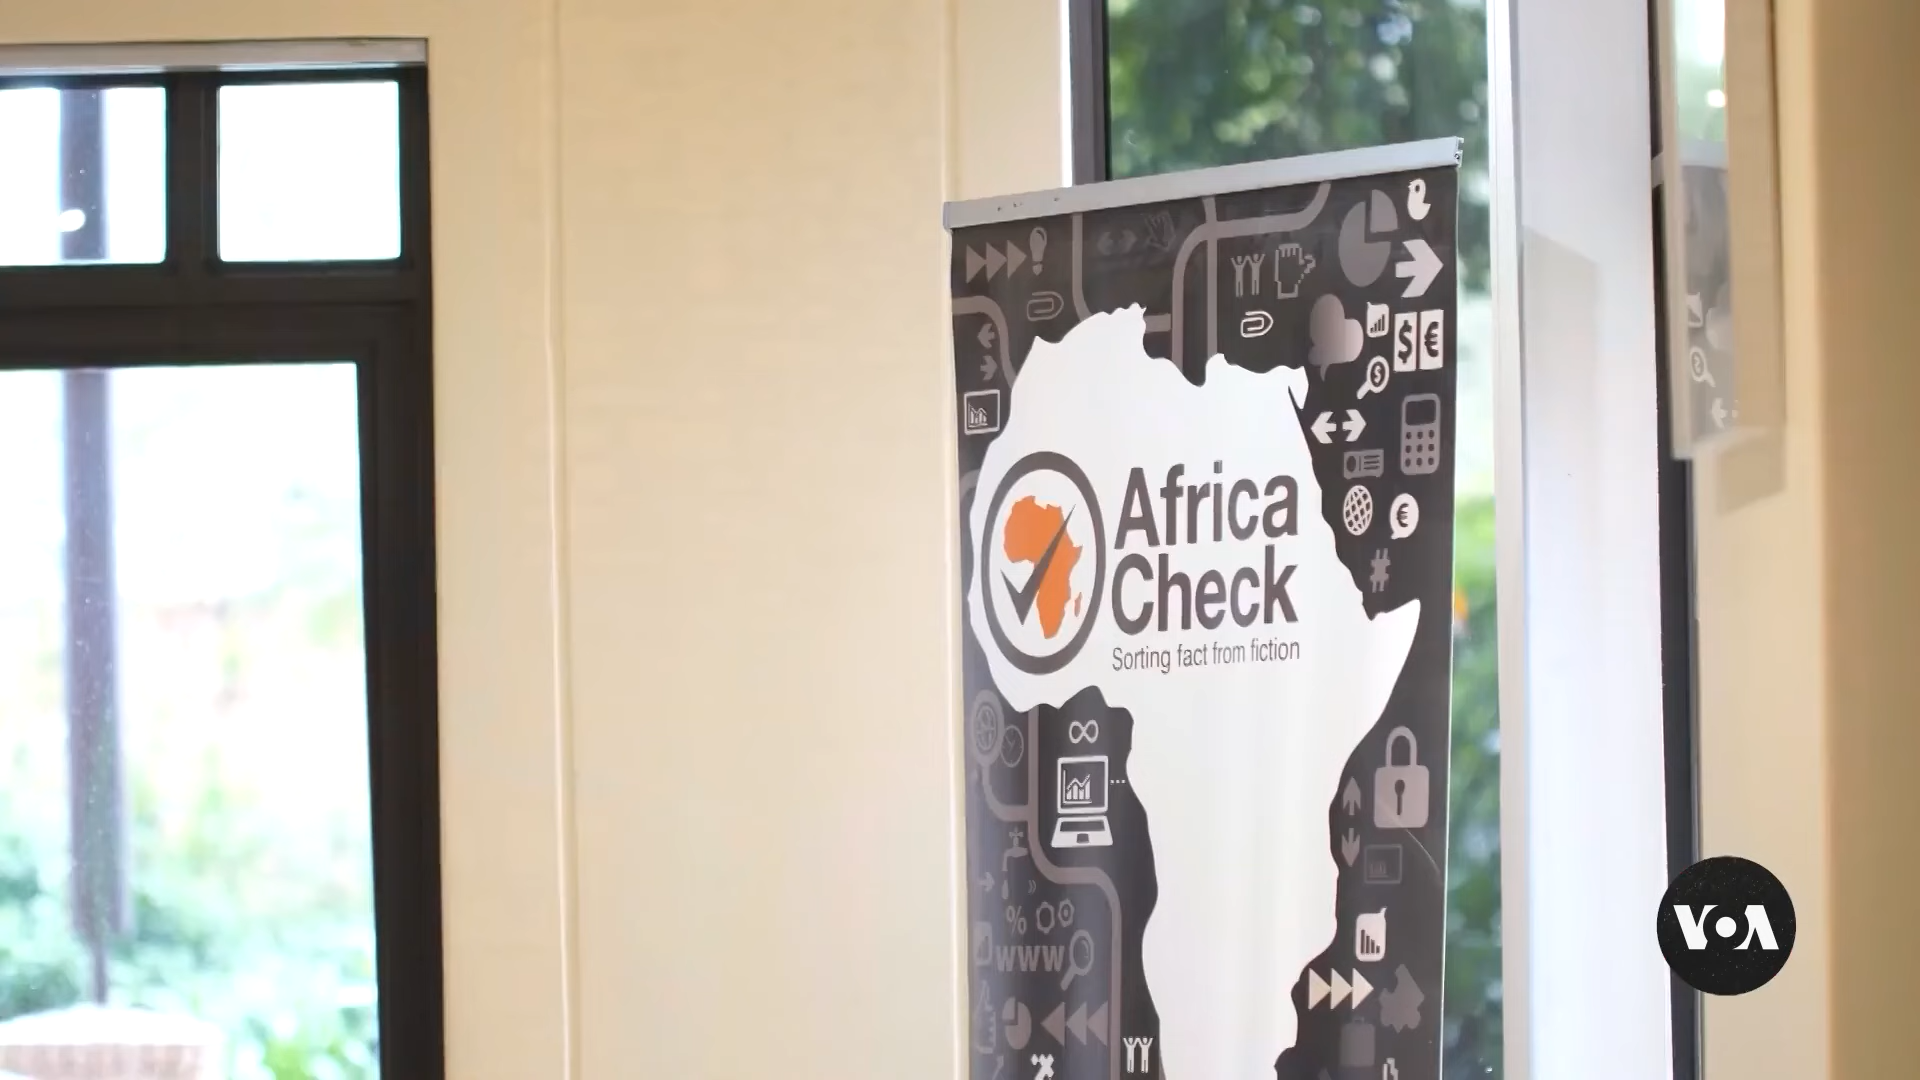 $ €
$
€
#
Africa
Check
Sorting fact from fiction
%
www
VOA